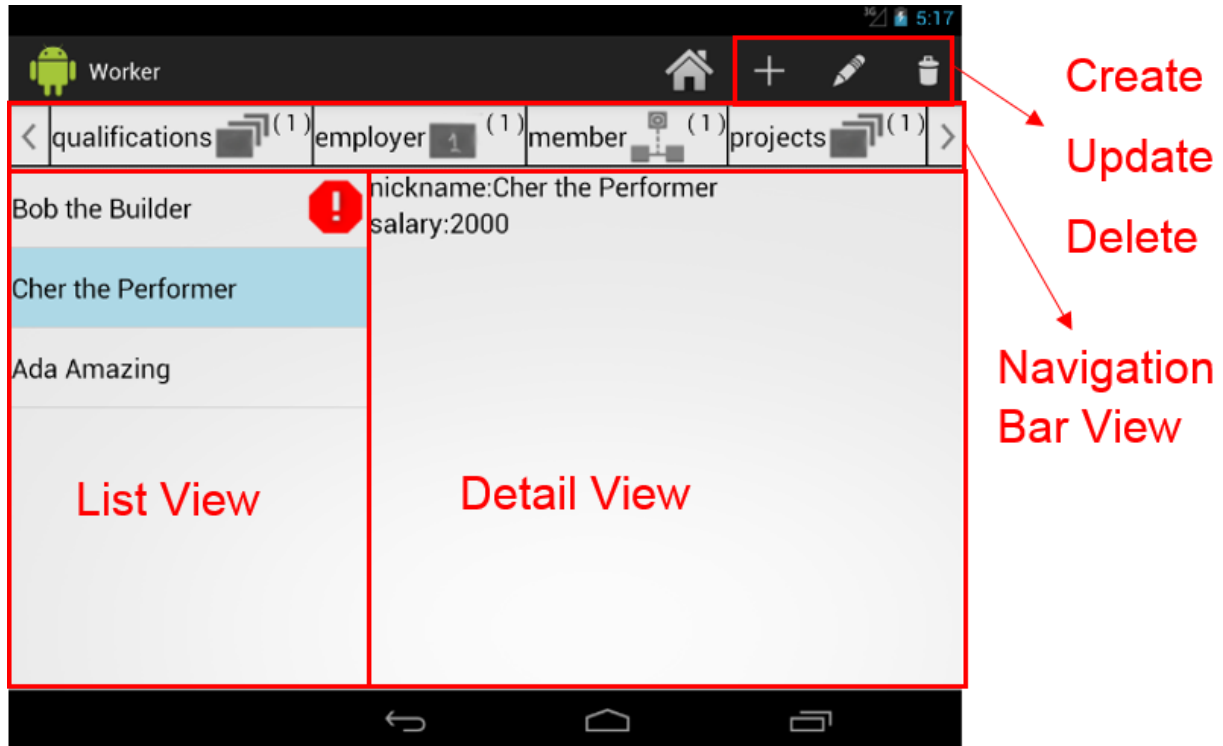 3G 5:17
Worker
Create
Update
Delete
qualifications (1) employer 1 (1) member (1) projects (1)
Bob the Builder
Cher the Performer
Ada Amazing
nickname:Cher the Performer
salary:2000
List View
Detail View
Navigation
Bar View